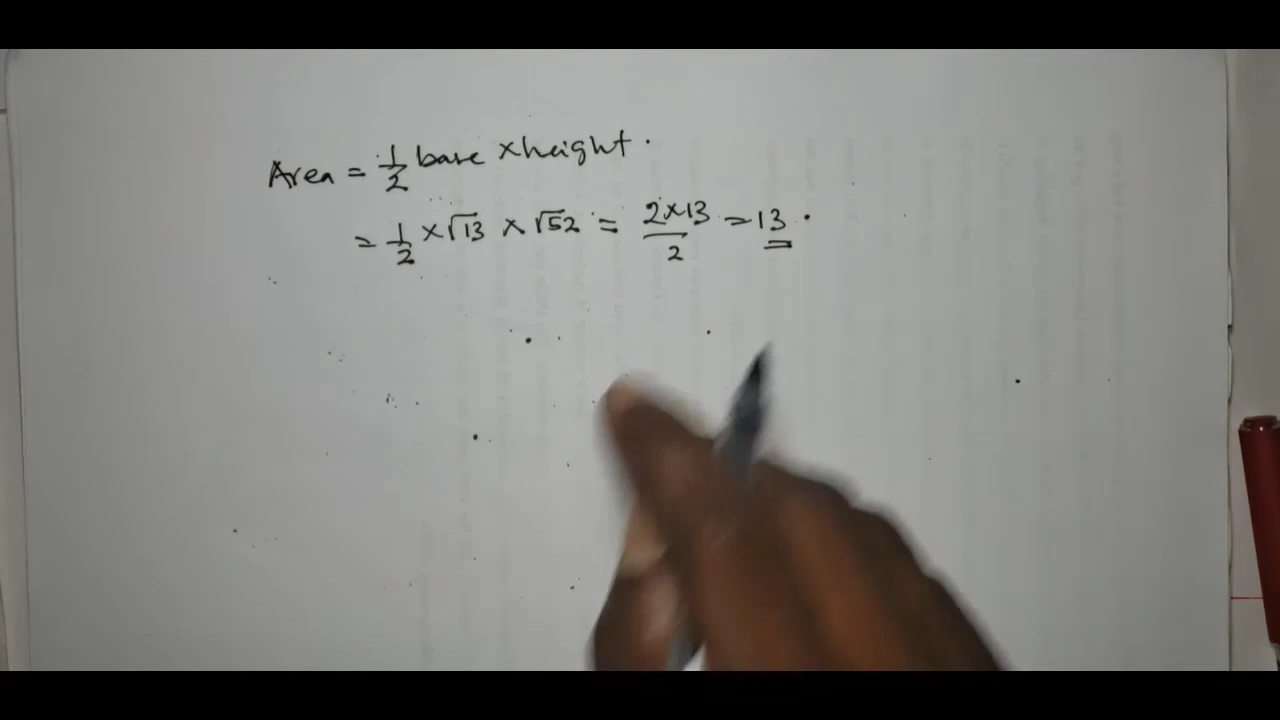 Area = 1/2 base × height.
= 1/2 × √13 × √52 = 2×13/2 = 13.